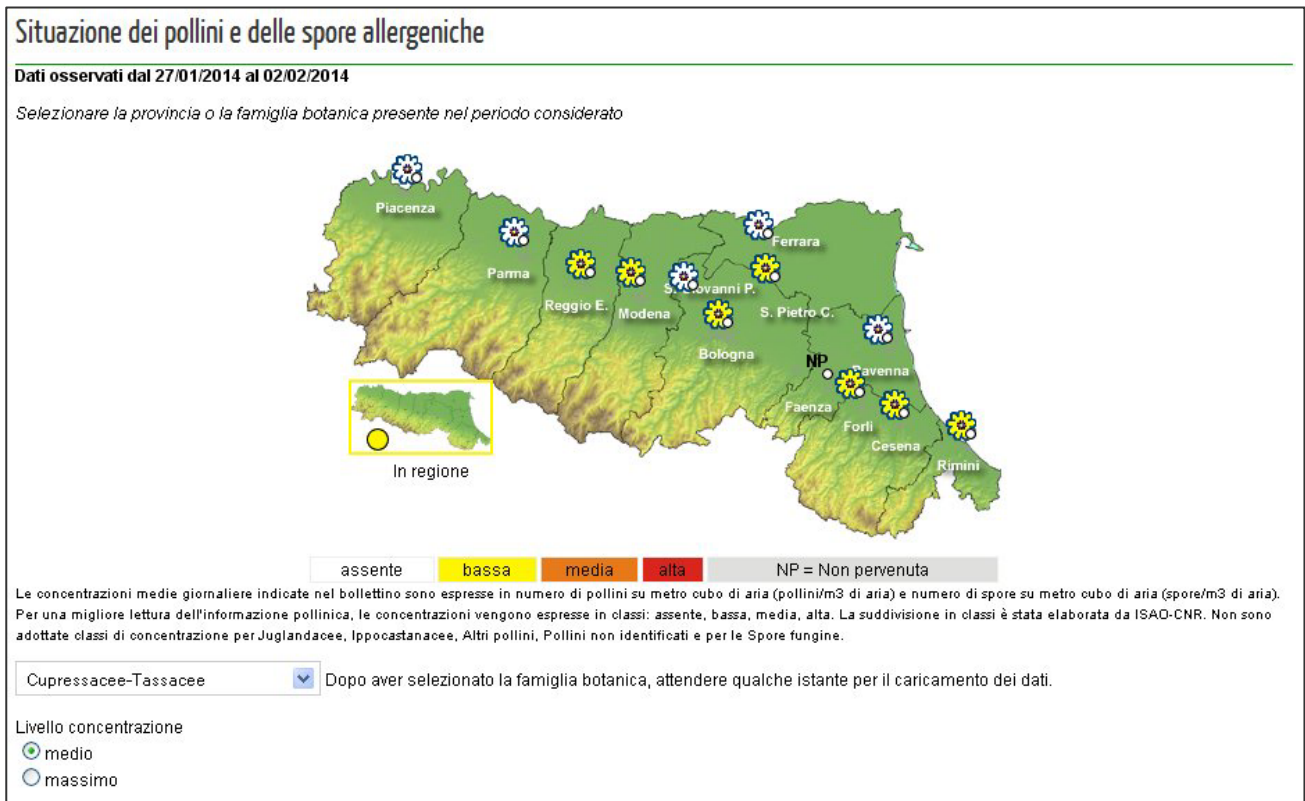 Situazione dei pollini e delle spore allergeniche
Dati osservati dal 27/01/2014 al 02/02/2014
Selezionare la provincia o la famiglia botanica presente nel periodo considerato
Piacenza
Parma
Reggio E.
Modena
S. Giovanni P.
Ferrara
S. Pietro C.
Bologna
NP
Ravenna
Faenza
Forlì
Cesena
Rimini
In regione
assente bassa media alta NP = Non pervenuta
Le concentrazioni medie giornaliere indicate nel bollettino sono espresse in numero di pollini su metro cubo di aria (pollini/m3 di aria) e numero di spore su metro cubo di aria (spore/m3 di aria).
Per una migliore lettura dell'informazione pollinica, le concentrazioni vengono espresse in classi: assente, bassa, media, alta. La suddivisione in classi è stata elaborata da ISAO-CNR. Non sono
adottate classi di concentrazione per Juglandacee, Ippocastanacee, Altri pollini, Pollini non identificati e per le Spore fungine.
Cupressacee-Tassacee Dopo aver selezionato la famiglia botanica, attendere qualche istante per il caricamento dei dati.
Livello concentrazione
medio
massimo